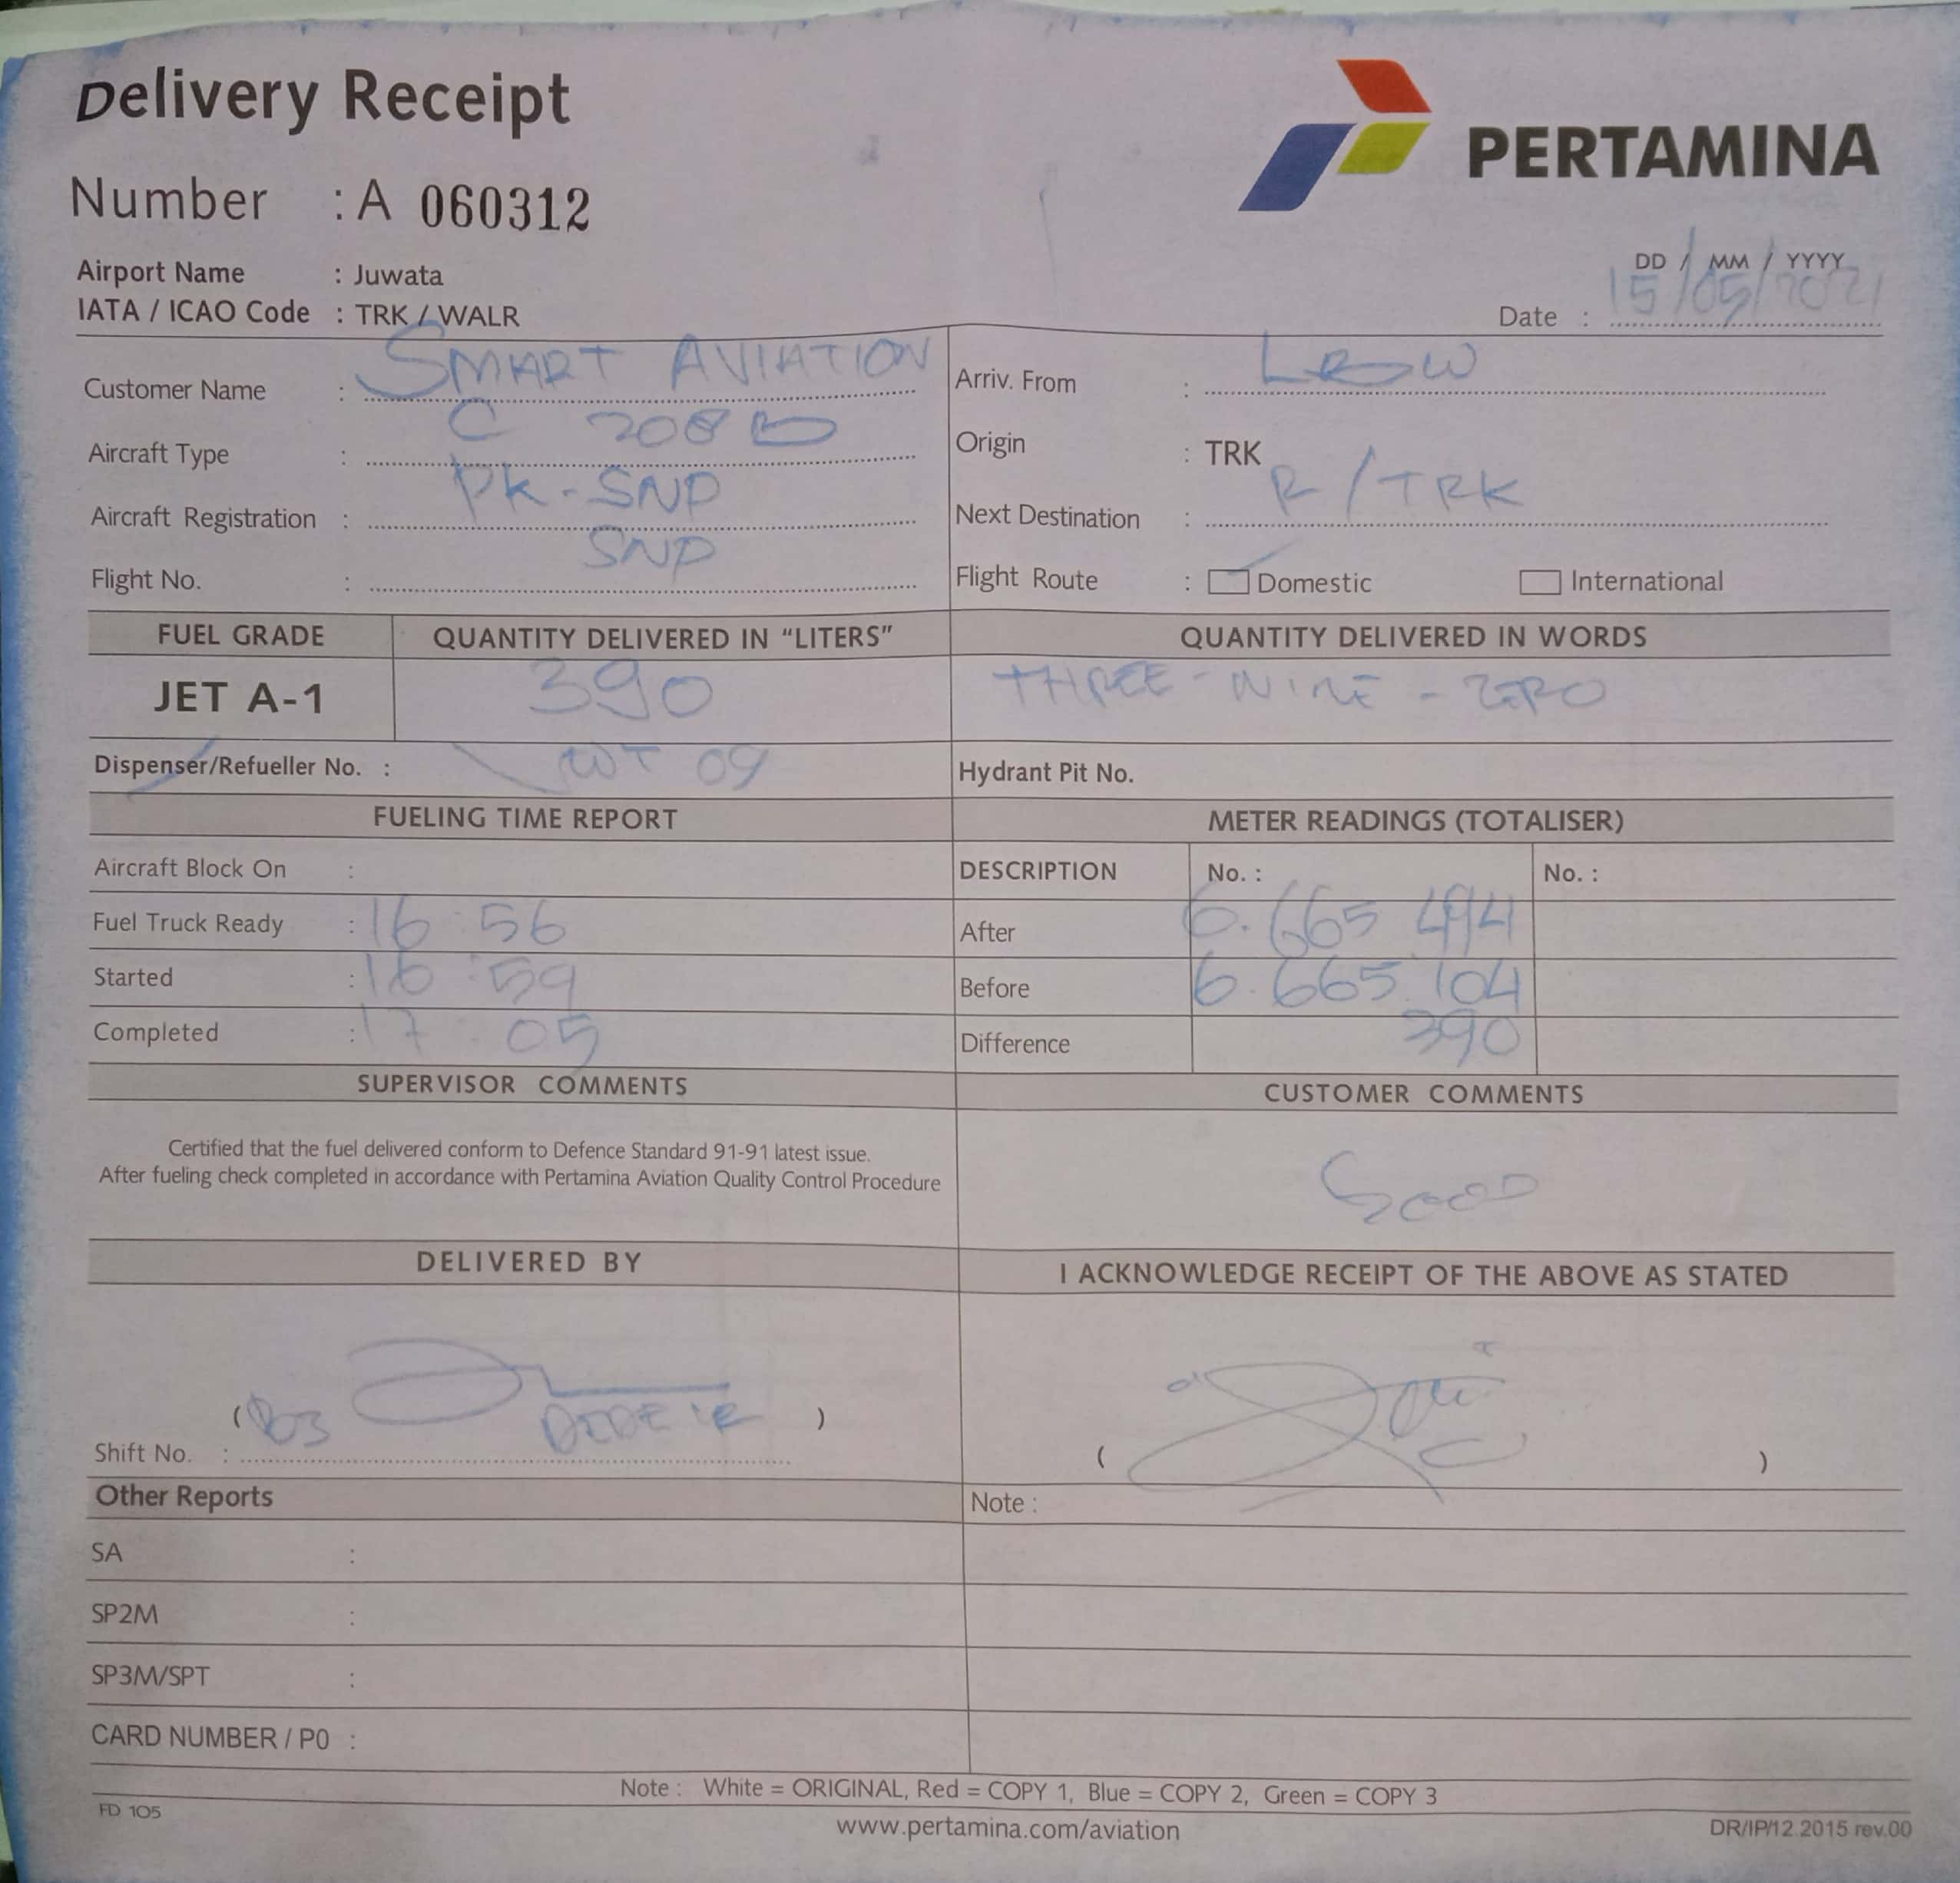 Delivery Receipt
PERTAMINA
Number : A 060312
Airport Name : Juwata
IATA / ICAO Code : TRK / WALR
DD / MM / YYYY
Date : 15/05/2021
Customer Name : SMART AVIATION
Arriv. From : LBW
Aircraft Type : C 208 B
Origin : TRK
Aircraft Registration : PK-SNP
Next Destination : R/TRK
Flight No. : SNP
Flight Route : Domestic International
FUEL GRADE QUANTITY DELIVERED IN "LITERS" QUANTITY DELIVERED IN WORDS
JET A-1 390 THREE-NINE-ZERO
Dispenser/Refueller No. : 09
Hydrant Pit No.
FUELING TIME REPORT METER READINGS (TOTALISER)
Aircraft Block On :
DESCRIPTION No. : No. :
Fuel Truck Ready : 16:56
After 6.665 494
Started : 16:59
Before 6.665.104
Completed : 17:05
Difference 390
SUPERVISOR COMMENTS CUSTOMER COMMENTS
Certified that the fuel delivered conform to Defence Standard 91-91 latest issue.
After fueling check completed in accordance with Pertamina Aviation Quality Control Procedure
GOOD
DELIVERED BY I ACKNOWLEDGE RECEIPT OF THE ABOVE AS STATED
( )
Shift No. :
( )
Other Reports
Note :
SA :
SP2M :
SP3M/SPT :
CARD NUMBER / P0 :
Note : White = ORIGINAL, Red = COPY 1, Blue = COPY 2, Green = COPY 3
FD 105
www.pertamina.com/aviation
DR/IP/12.2015 rev.00